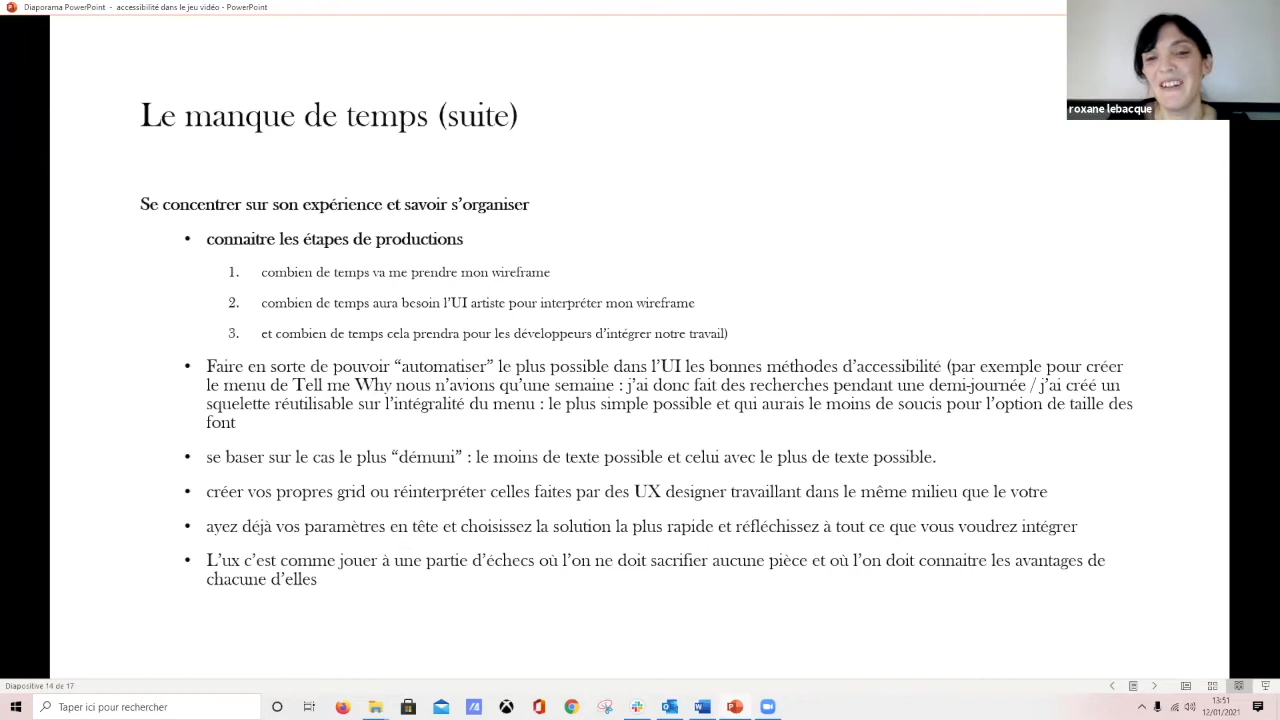 Diaporama PowerPoint - accessibilité dans le jeu vidéo - PowerPoint
roxane lebacque
Le manque de temps (suite)
Se concentrer sur son expérience et savoir s’organiser
• connaitre les étapes de productions
1. combien de temps va me prendre mon wireframe
2. combien de temps aura besoin l’UI artiste pour interpréter mon wireframe
3. et combien de temps cela prendra pour les développeurs d’intégrer notre travail)
• Faire en sorte de pouvoir “automatiser” le plus possible dans l’UI les bonnes méthodes d’accessibilité (par exemple pour créer
le menu de Tell me Why nous n’avions qu’une semaine : j’ai donc fait des recherches pendant une demi-journée / j’ai créé un
squelette réutilisable sur l’intégralité du menu : le plus simple possible et qui aurais le moins de soucis pour l’option de taille des
font
• se baser sur le cas le plus “démuni” : le moins de texte possible et celui avec le plus de texte possible.
• créer vos propres grid ou réinterpréter celles faites par des UX designer travaillant dans le même milieu que le votre
• ayez déjà vos paramètres en tête et choisissez la solution la plus rapide et réfléchissez à tout ce que vous voudrez intégrer
• L’ux c’est comme jouer à une partie d’échecs où l’on ne doit sacrifier aucune pièce et où l’on doit connaitre les avantages de
chacune d’elles
Diapositive 14 de 17
Taper ici pour rechercher
13:51
12/01/2021